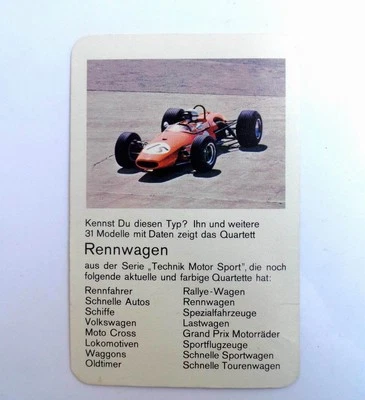 Kennst Du diesen Typ? Ihn und weitere
31 Modelle mit Daten zeigt das Quartett
Rennwagen
aus der Serie „Technik Motor Sport", die noch
folgende aktuelle und farbige Quartette hat:
Rennfahrer
Schnelle Autos
Schiffe
Volkswagen
Moto Cross
Lokomotiven
Waggons
Oldtimer
Rallye-Wagen
Rennwagen
Spezialfahrzeuge
Lastwagen
Grand Prix Motorräder
Sportflugzeuge
Schnelle Sportwagen
Schnelle Tourenwagen